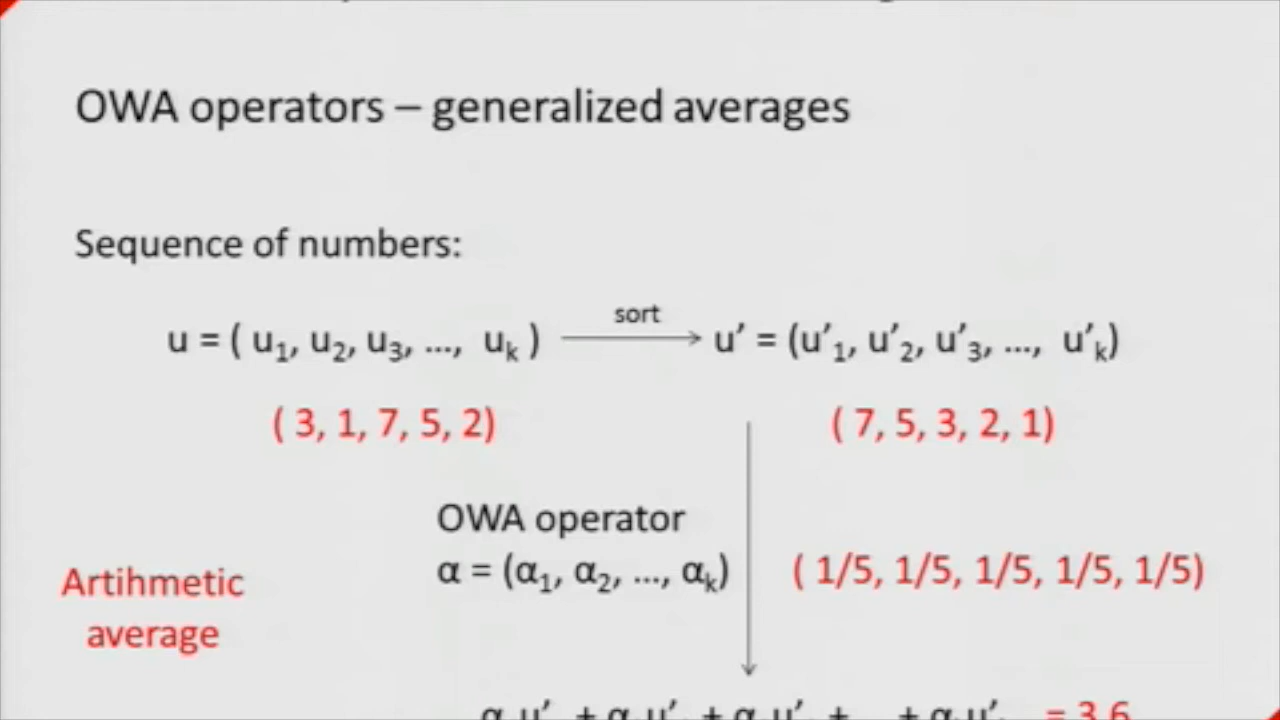 OWA operators – generalized averages
Sequence of numbers:
sort
u = ( u₁, u₂, u₃, ..., uₖ ) u′ = (u′₁, u′₂, u′₃, ..., u′ₖ)
( 3, 1, 7, 5, 2) ( 7, 5, 3, 2, 1)
OWA operator
α = (α₁, α₂, ..., αₖ) ( 1/5, 1/5, 1/5, 1/5, 1/5)
Artihmetic
average
= 3.6